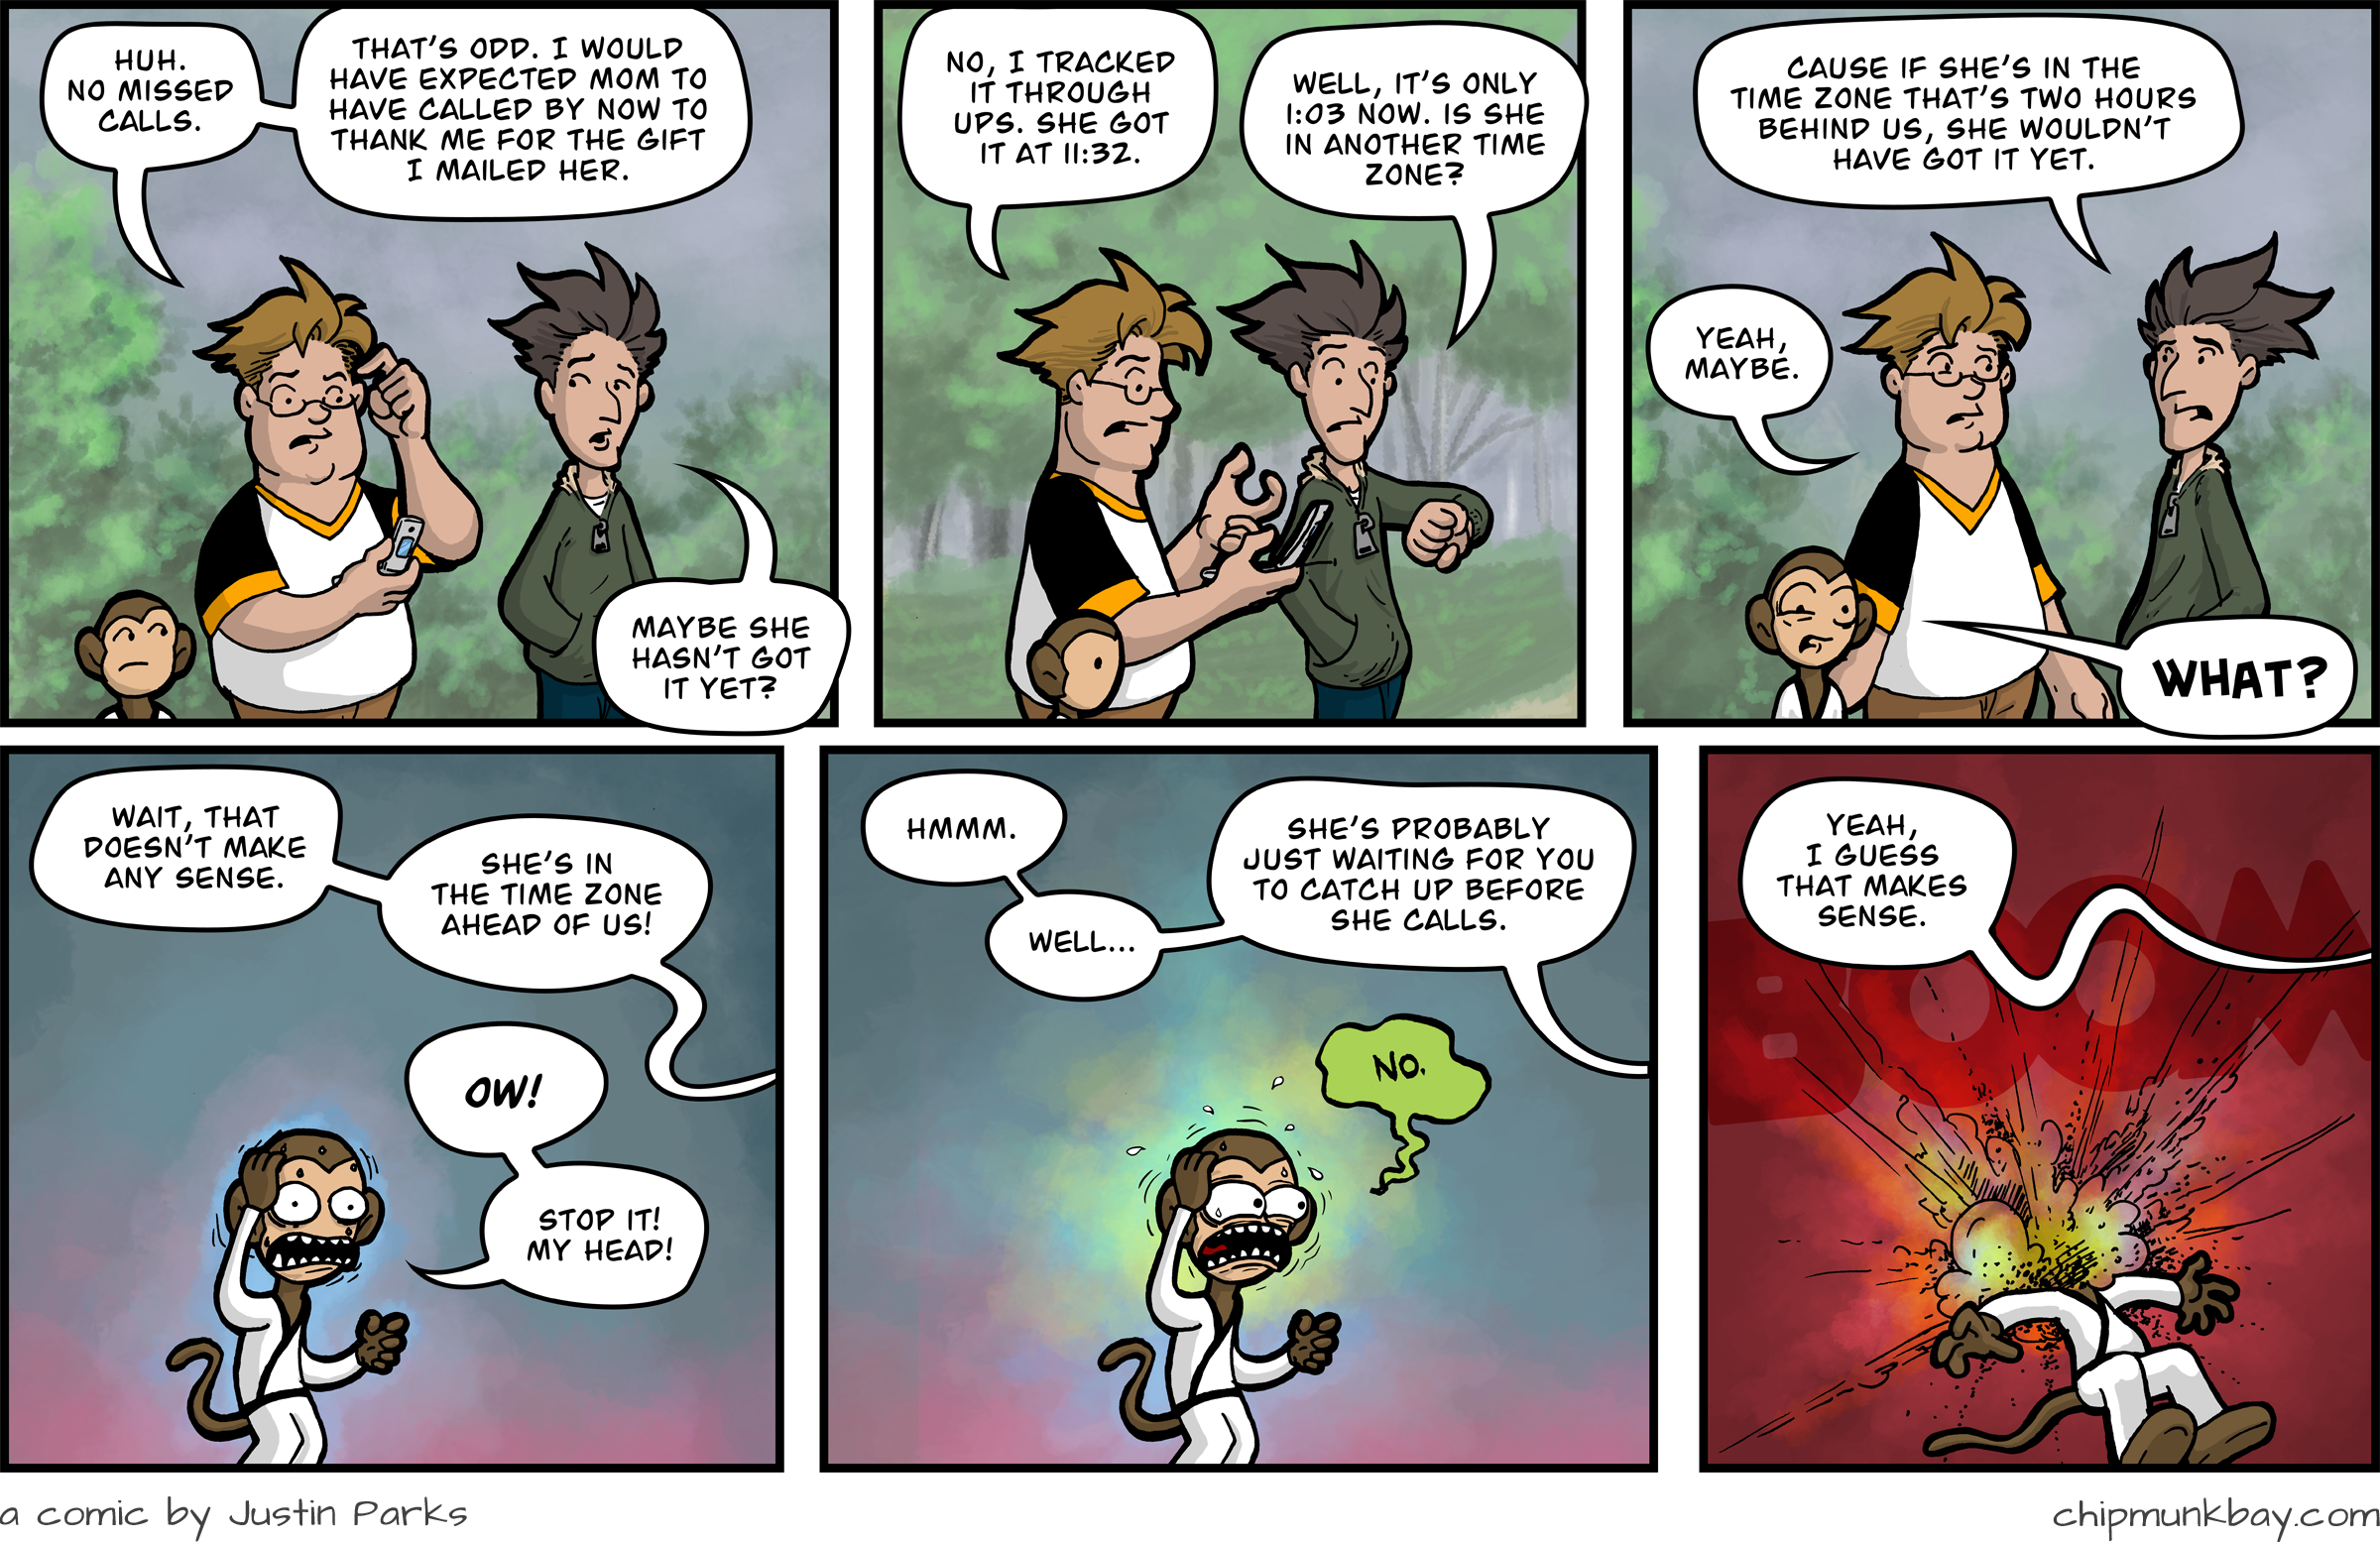 HUH.
NO MISSED
CALLS.
THAT'S ODD. I WOULD
HAVE EXPECTED MOM TO
HAVE CALLED BY NOW TO
THANK ME FOR THE GIFT
I MAILED HER.
MAYBE SHE
HASN'T GOT
IT YET?
NO, I TRACKED
IT THROUGH
UPS. SHE GOT
IT AT 11:32.
WELL, IT'S ONLY
1:03 NOW. IS SHE
IN ANOTHER TIME
ZONE?
CAUSE IF SHE'S IN THE
TIME ZONE THAT'S TWO HOURS
BEHIND US, SHE WOULDN'T
HAVE GOT IT YET.
YEAH,
MAYBE.
WHAT?
WAIT, THAT
DOESN'T MAKE
ANY SENSE.
SHE'S IN
THE TIME ZONE
AHEAD OF US!
OW!
STOP IT!
MY HEAD!
HMMM.
WELL...
SHE'S PROBABLY
JUST WAITING FOR YOU
TO CATCH UP BEFORE
SHE CALLS.
NO.
YEAH,
I GUESS
THAT MAKES
SENSE.
BOOM
a comic by Justin Parks
chipmunkbay.com